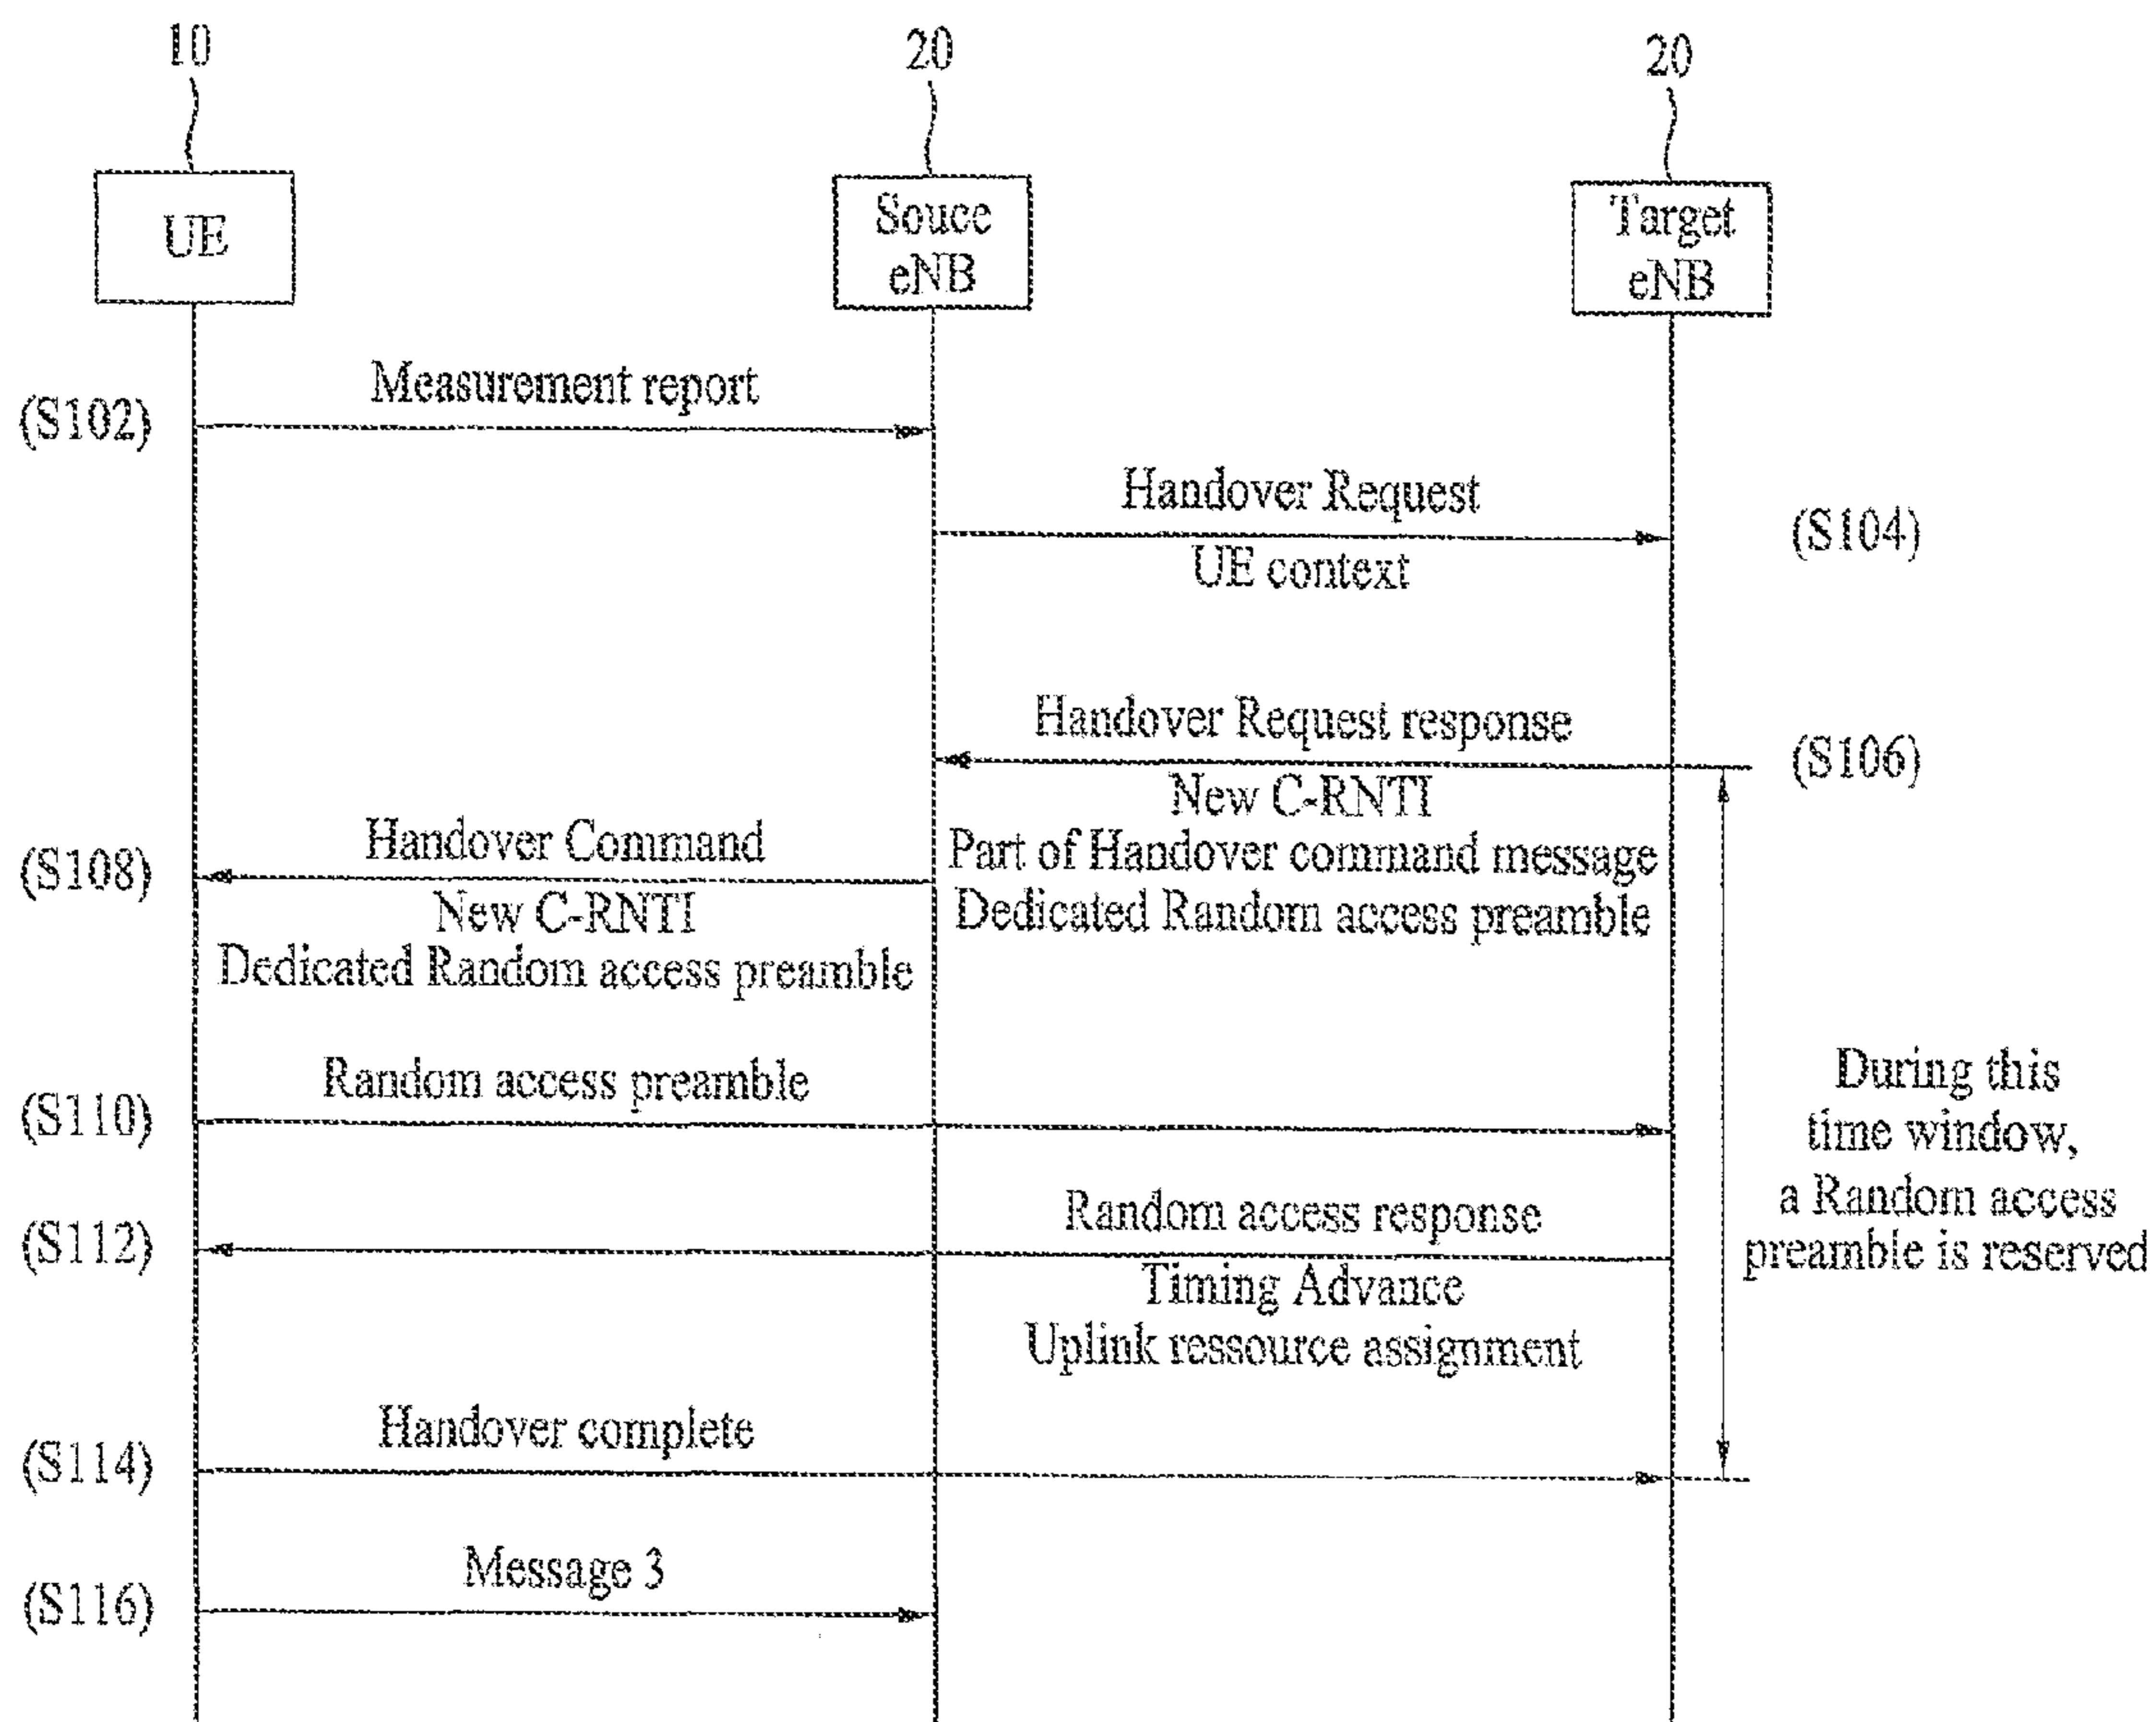 10
20
20
UE
Souce
eNB
Target
eNB
Measurement report
(S102)
Handover Request
(S104)
UE context
Handover Request response
(S106)
New C-RNTI
Part of Handover command message
Dedicated Random access preamble
Handover Command
(S108)
New C-RNTI
Dedicated Random access preamble
Random access preamble
(S110)
During this
time window,
a Random access
preamble is reserved
Random access response
(S112)
Timing Advance
Uplink ressource assignment
Handover complete
(S114)
Message 3
(S116)